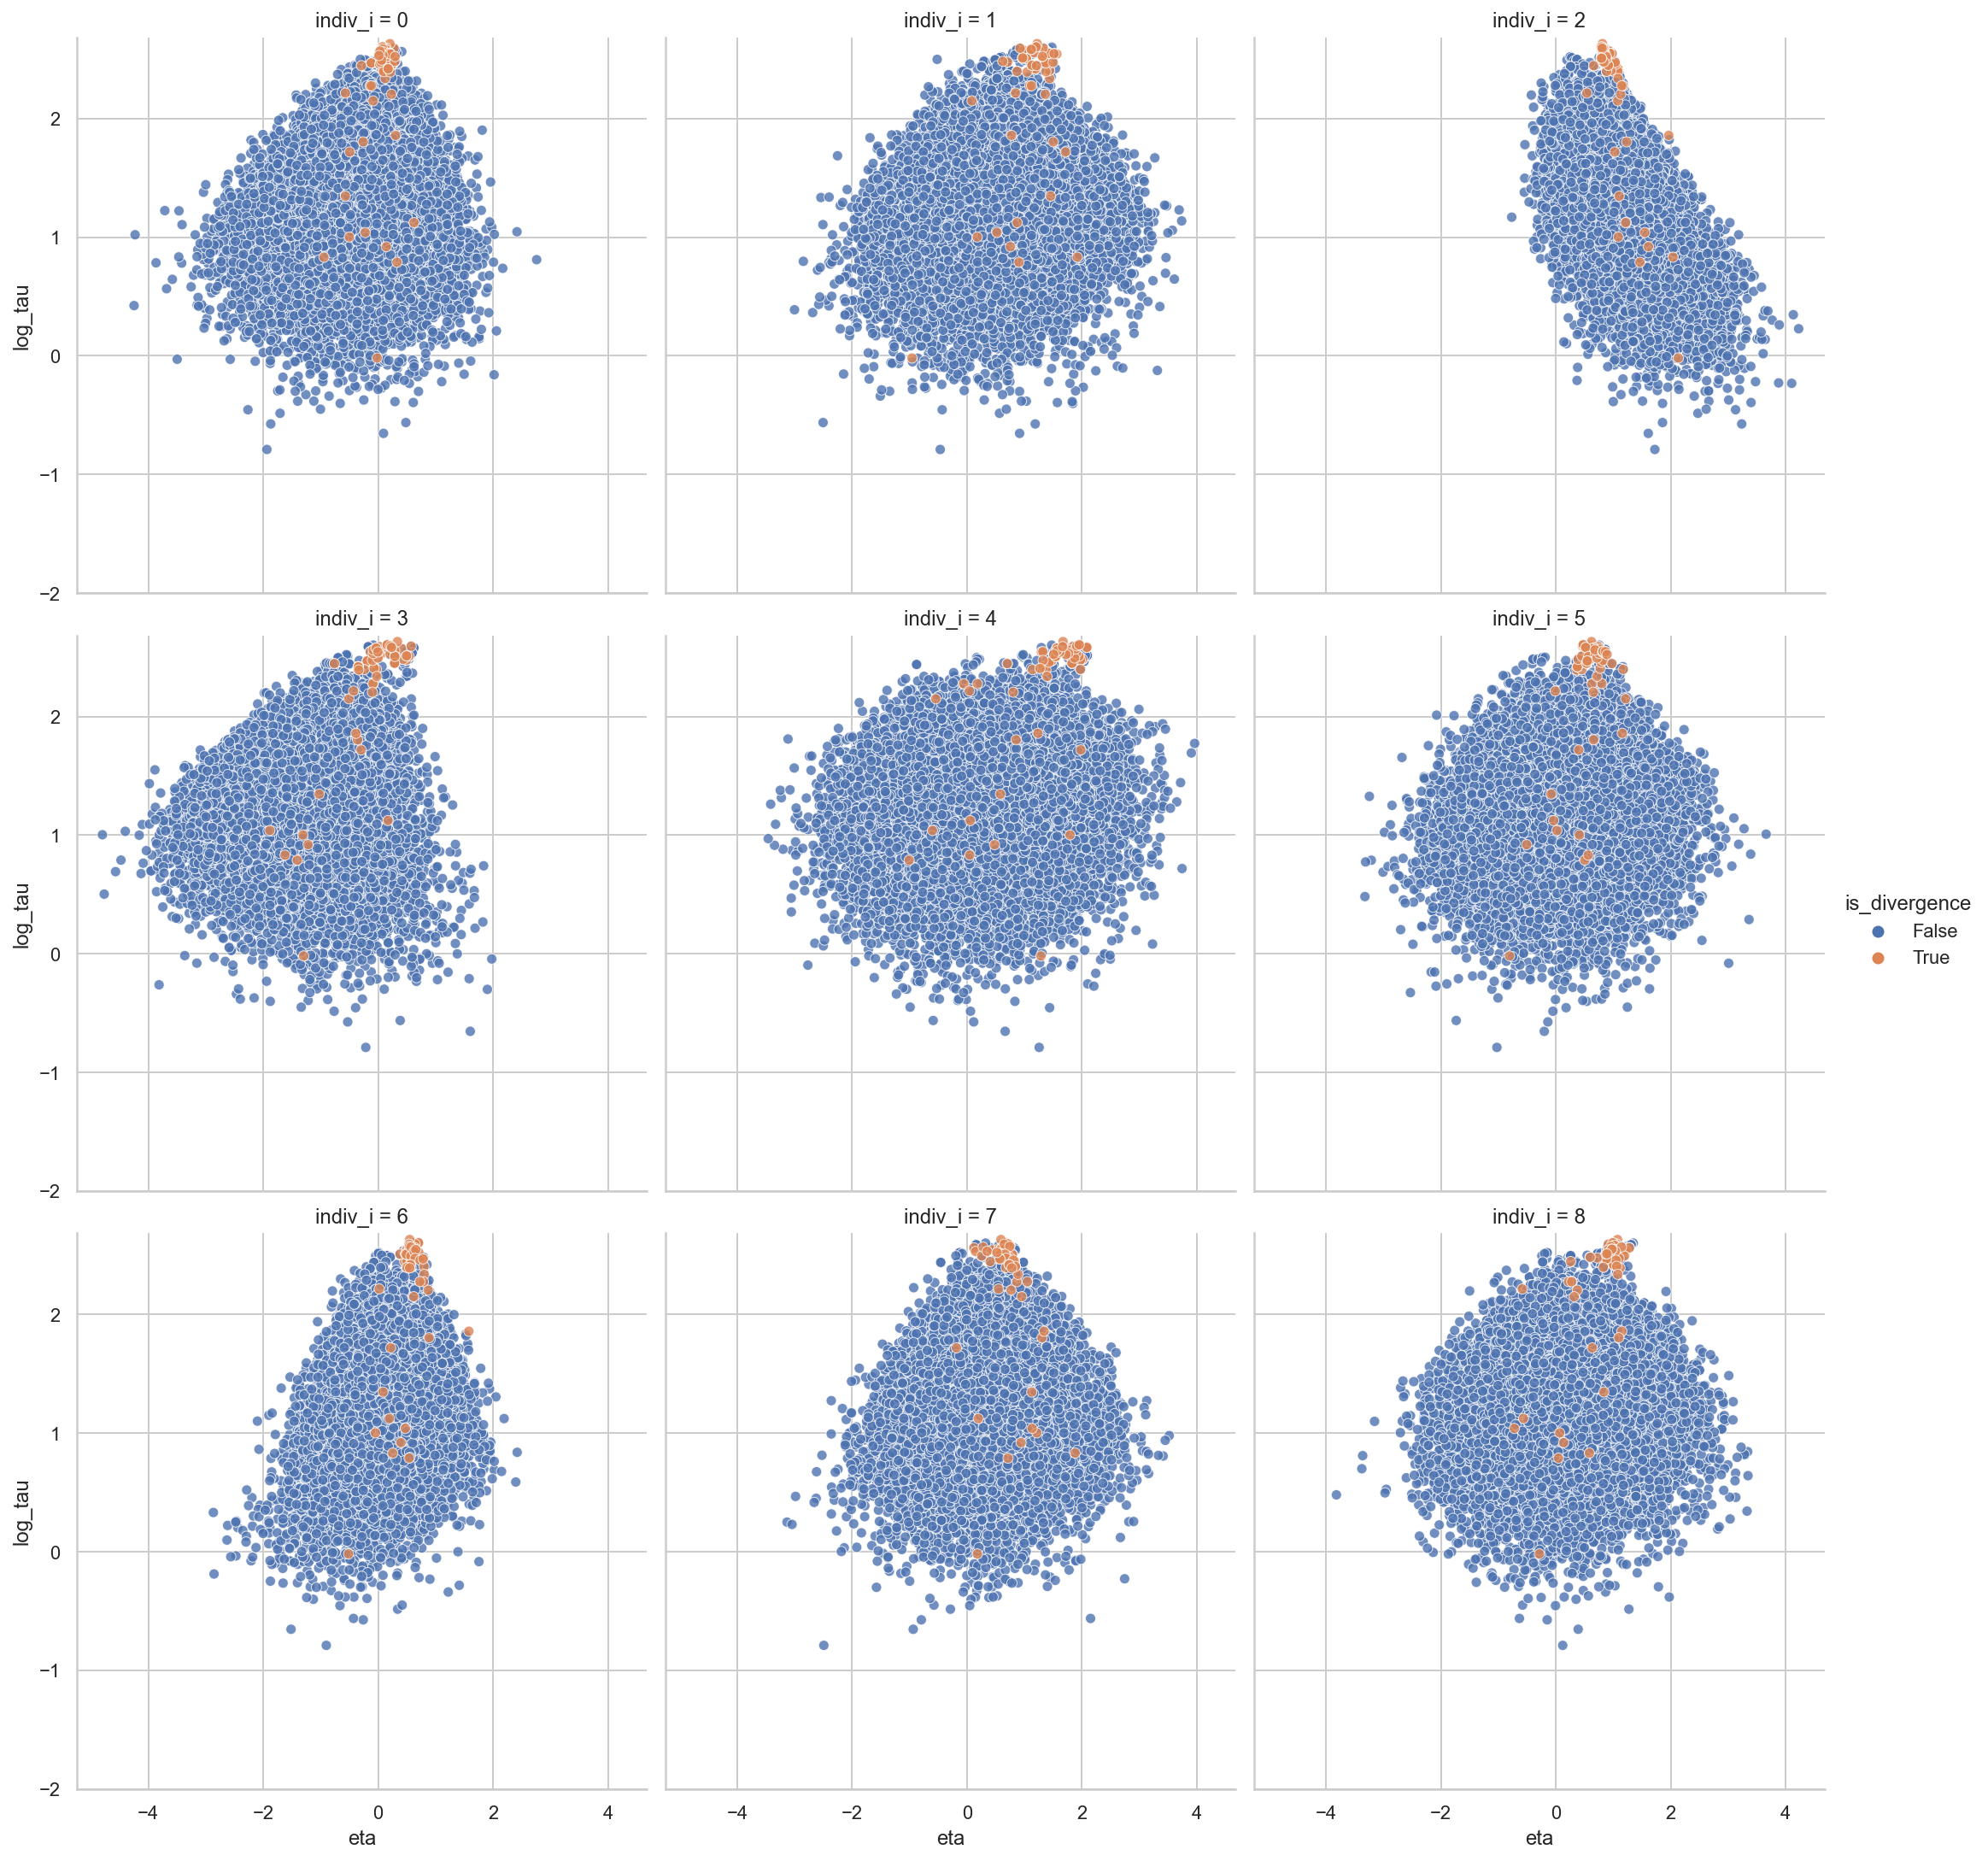 indiv_i = 0 indiv_i = 1 indiv_i = 2
2
1
0
−1
−2
log_tau
indiv_i = 3 indiv_i = 4 indiv_i = 5
2
1
0
−1
−2
log_tau
is_divergence
False
True
indiv_i = 6 indiv_i = 7 indiv_i = 8
2
1
0
−1
−2
log_tau
−4 −2 0 2 4 −4 −2 0 2 4 −4 −2 0 2 4
eta eta eta